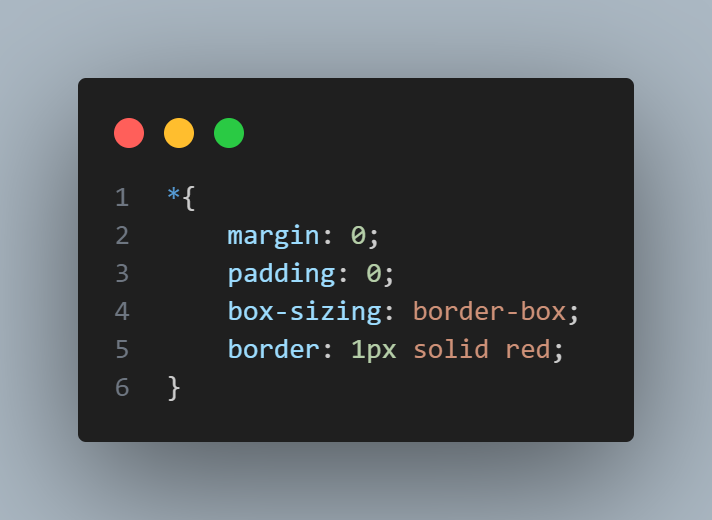 1 *{
2     margin: 0;
3     padding: 0;
4     box-sizing: border-box;
5     border: 1px solid red;
6 }